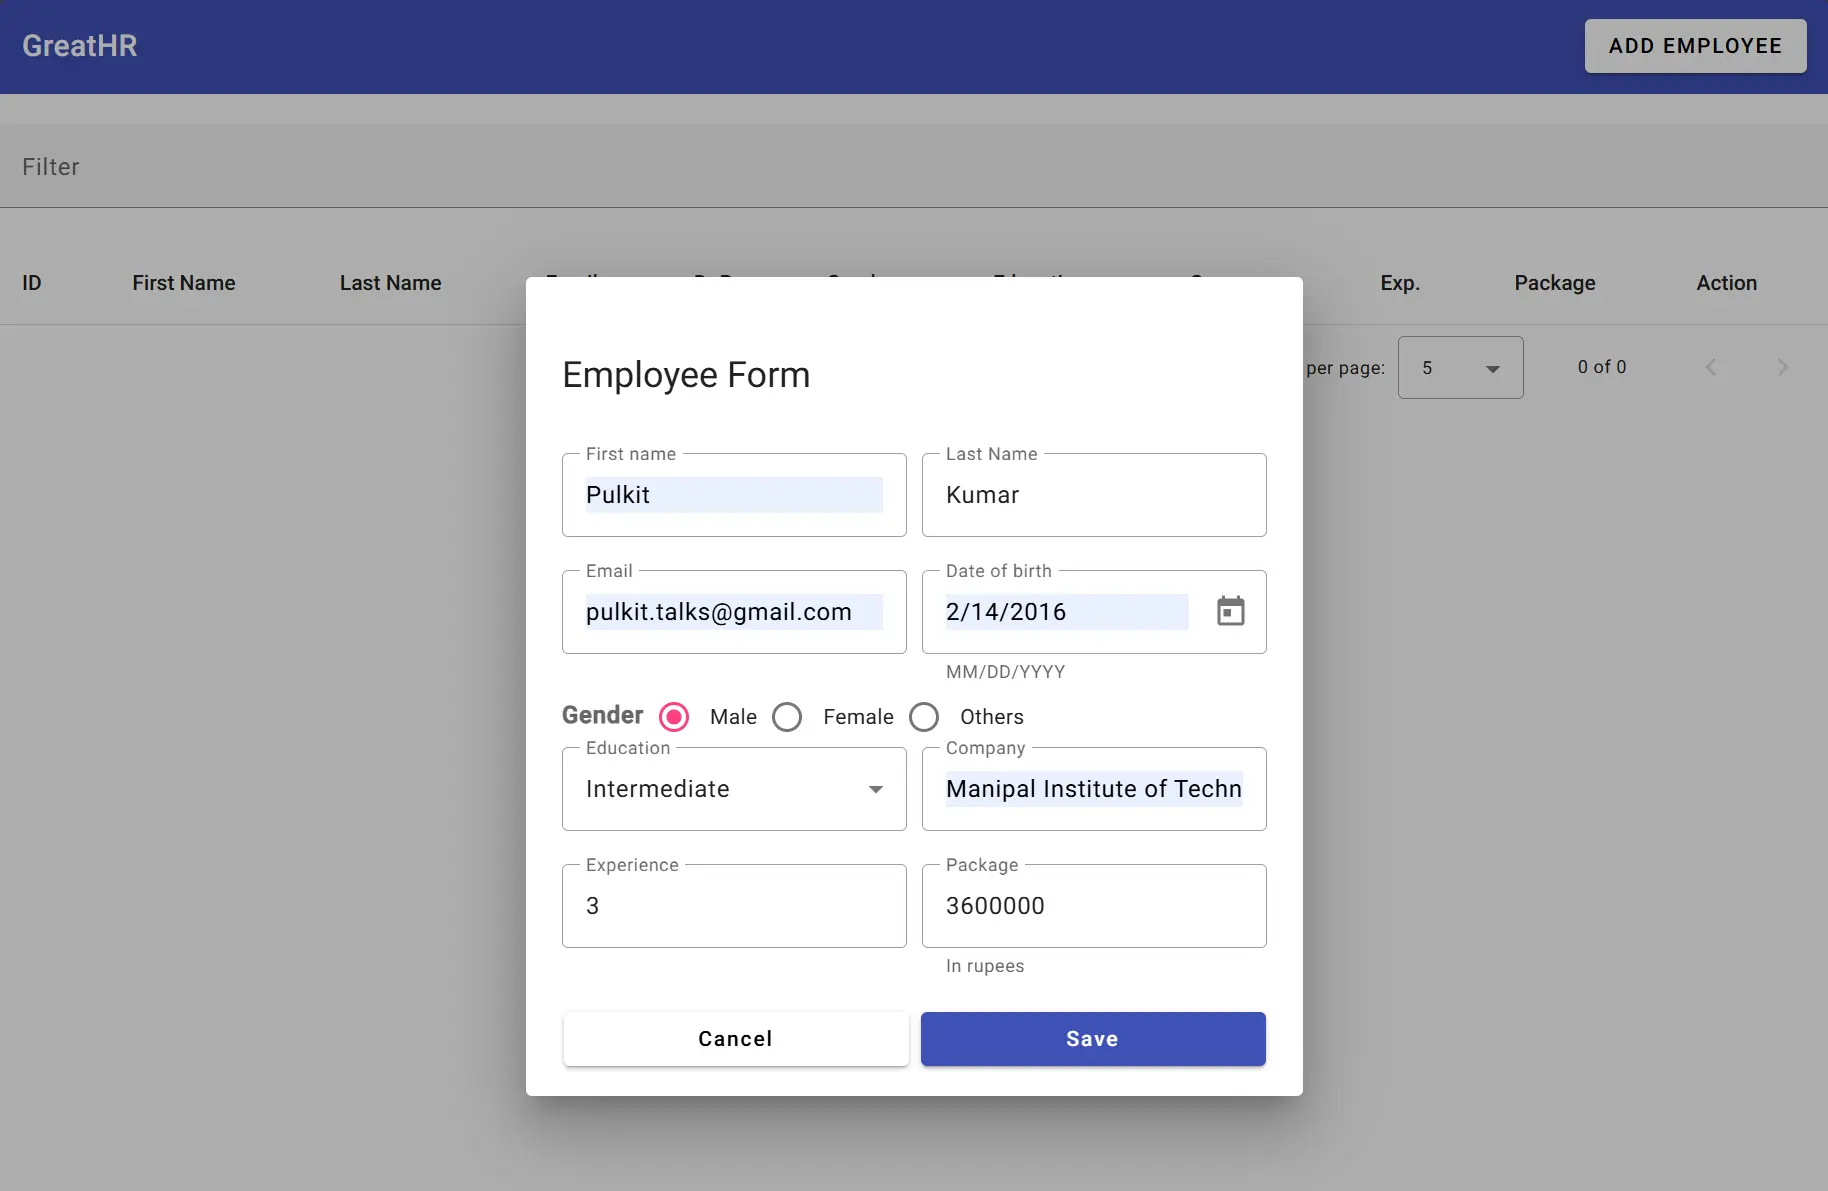 GreatHR
ADD EMPLOYEE
Filter
ID First Name Last Name Exp. Package Action
per page: 5 0 of 0
Employee Form
First name Last Name
Pulkit Kumar
Email Date of birth
pulkit.talks@gmail.com 2/14/2016
MM/DD/YYYY
Gender Male Female Others
Education Company
Intermediate Manipal Institute of Techn
Experience Package
3 3600000
In rupees
Cancel Save